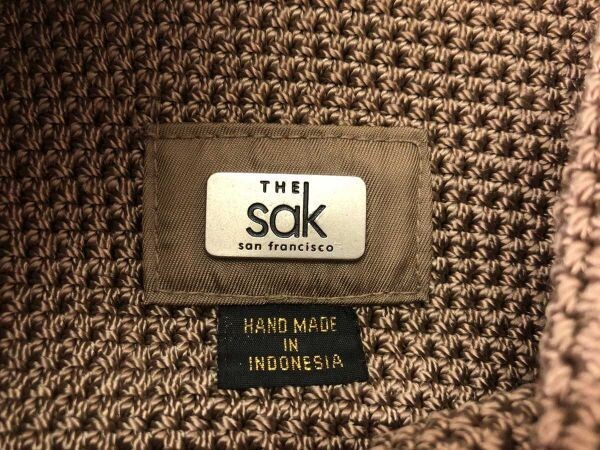 THE
sak
san francisco
HAND MADE
IN
INDONESIA